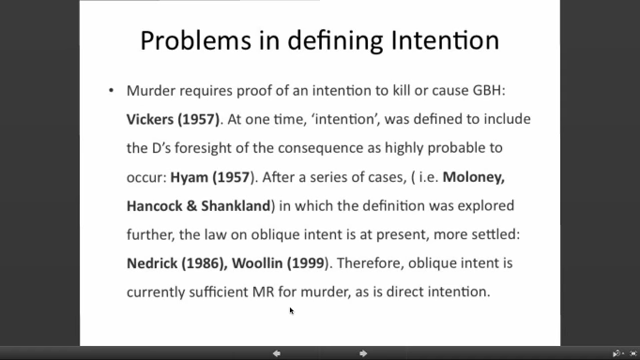 Problems in defining Intention
• Murder requires proof of an intention to kill or cause GBH:
Vickers (1957). At one time, ‘intention’, was defined to include
the D’s foresight of the consequence as highly probable to
occur: Hyam (1957). After a series of cases, ( i.e. Moloney,
Hancock & Shankland) in which the definition was explored
further, the law on oblique intent is at present, more settled:
Nedrick (1986), Woollin (1999). Therefore, oblique intent is
currently sufficient MR for murder, as is direct intention.